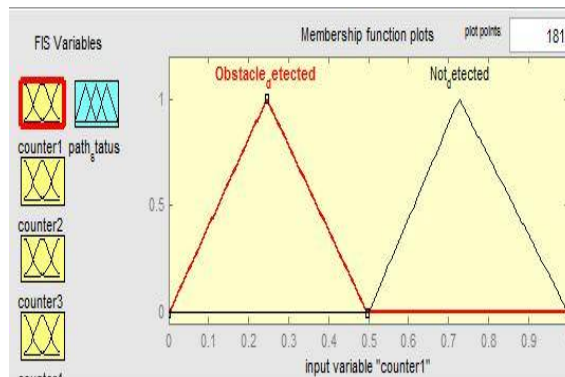 FIS Variables
Membership function plots
plot points:
181
Obstacle_detected
Not_detected
counter1
path_status
counter2
counter3
1
0.5
0
0 0.1 0.2 0.3 0.4 0.5 0.6 0.7 0.8 0.9
input variable "counter1"